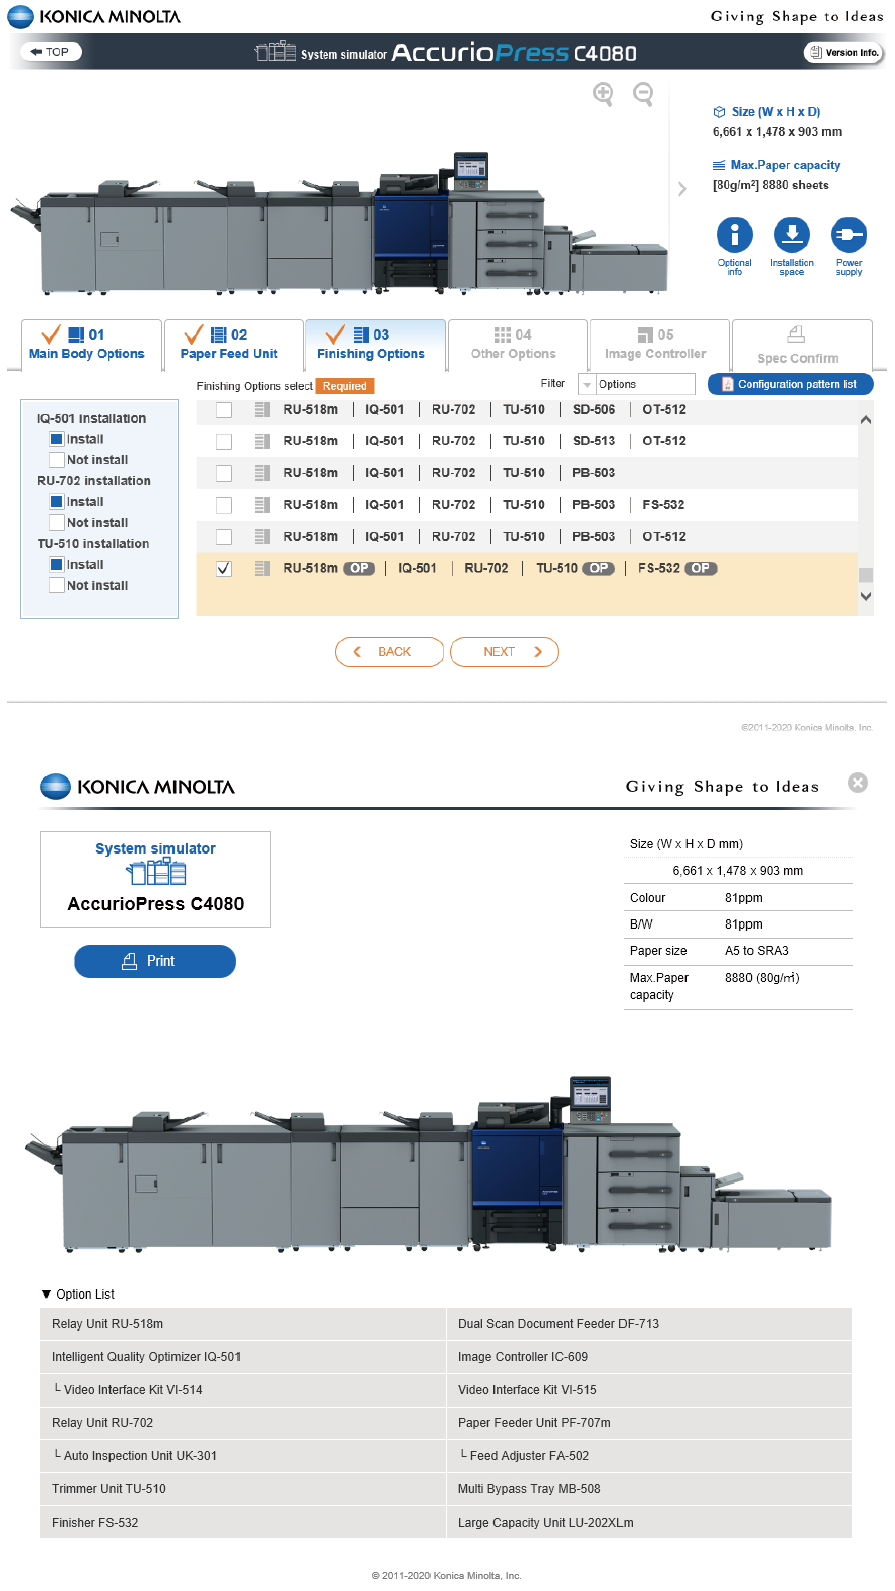 KONICA MINOLTA
Giving Shape to Ideas
TOP
System simulator AccurioPress C4080
Version Info.
Size (W x H x D)
6,661 x 1,478 x 903 mm
Max.Paper capacity
[80g/m²] 8880 sheets
Optional info
Installation space
Power supply
01 Main Body Options
02 Paper Feed Unit
03 Finishing Options
04 Other Options
05 Image Controller
Spec Confirm
Finishing Options select Required
Filter Options
Configuration pattern list
IQ-501 installation
Install
Not install
RU-702 installation
Install
Not install
TU-510 installation
Install
Not install
RU-518m | IQ-501 | RU-702 | TU-510 | SD-506 | OT-512
RU-518m | IQ-501 | RU-702 | TU-510 | SD-513 | OT-512
RU-518m | IQ-501 | RU-702 | TU-510 | PB-503
RU-518m | IQ-501 | RU-702 | TU-510 | PB-503 | FS-532
RU-518m | IQ-501 | RU-702 | TU-510 | PB-503 | OT-512
RU-518m OP | IQ-501 | RU-702 | TU-510 OP | FS-532 OP
BACK
NEXT
©2011-2020 Konica Minolta, Inc.
KONICA MINOLTA
Giving Shape to Ideas
System simulator
AccurioPress C4080
Print
Size (W x H x D mm)
6,661 x 1,478 x 903 mm
Colour 81ppm
B/W 81ppm
Paper size A5 to SRA3
Max.Paper capacity 8880 (80g/㎡)
▼ Option List
Relay Unit RU-518m
Dual Scan Document Feeder DF-713
Intelligent Quality Optimizer IQ-501
Image Controller IC-609
└ Video Interface Kit VI-514
Video Interface Kit VI-515
Relay Unit RU-702
Paper Feeder Unit PF-707m
└ Auto Inspection Unit UK-301
└ Feed Adjuster FA-502
Trimmer Unit TU-510
Multi Bypass Tray MB-508
Finisher FS-532
Large Capacity Unit LU-202XLm
© 2011-2020 Konica Minolta, Inc.